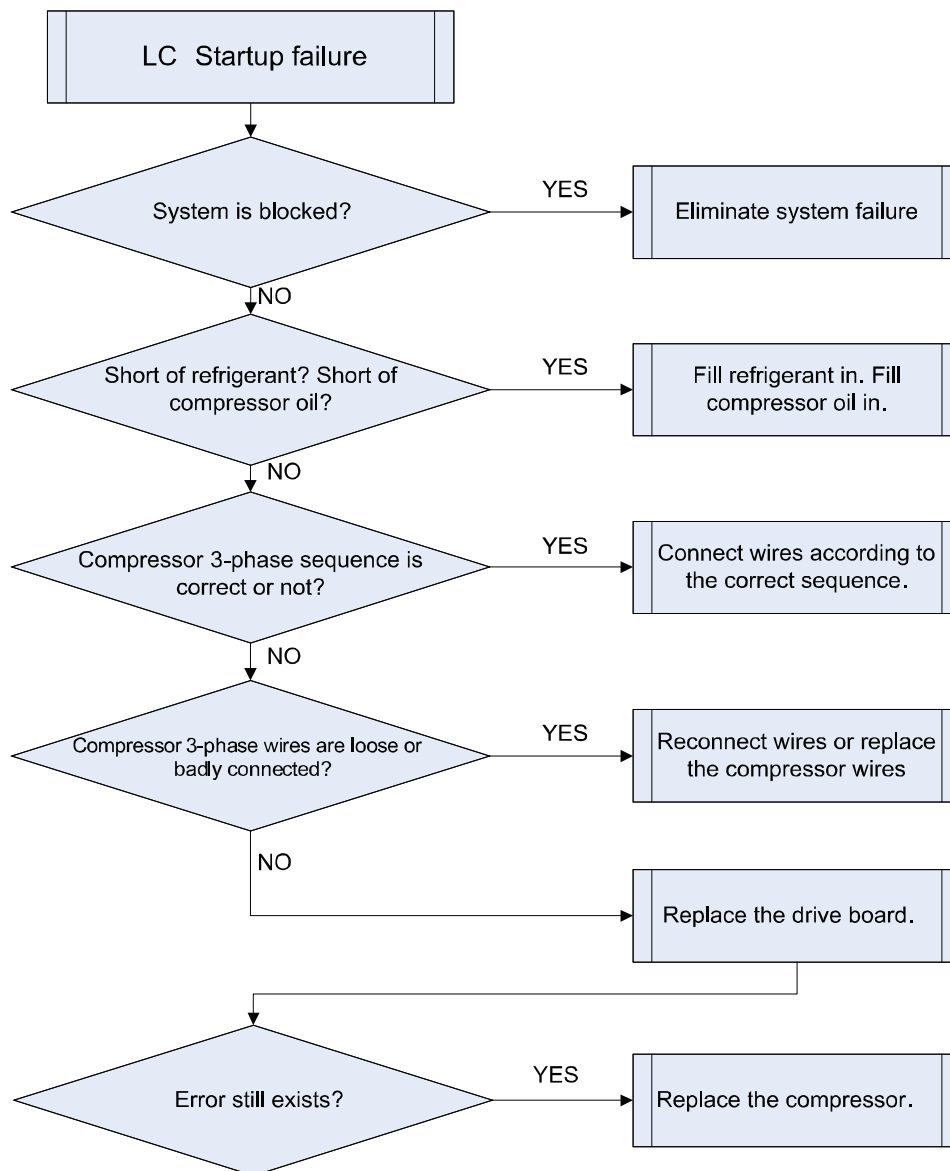 LC Startup failure
System is blocked?
YES
Eliminate system failure
NO
Short of refrigerant? Short of
compressor oil?
YES
Fill refrigerant in. Fill
compressor oil in.
NO
Compressor 3-phase sequence is
correct or not?
YES
Connect wires according to
the correct sequence.
NO
Compressor 3-phase wires are loose or
badly connected?
YES
Reconnect wires or replace
the compressor wires
NO
Replace the drive board.
Error still exists?
YES
Replace the compressor.